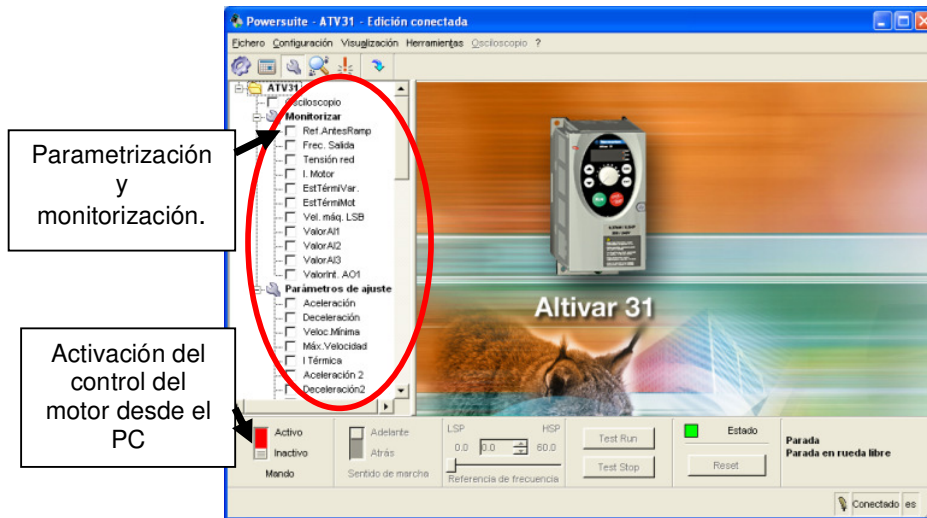 Powersuite - ATV31 - Edición conectada
Fichero Configuración Visualización Herramientas Osciloscopio ?
ATV31
Osciloscopio
Monitorizar
Ref.AntesRamp
Frec. Salida
Tensión red
I. Motor
EstTérmiVar.
EstTérmiMot
Vel. máq. LSB
ValorAI1
ValorAI2
ValorAI3
ValorInt. AO1
Parámetros de ajuste
Aceleración
Deceleración
Veloc.Mínima
Máx.Velocidad
I Térmica
Aceleración 2
Deceleración2
Parametrización
y
monitorización.
Activación del
control del
motor desde el
PC
Altivar 31
Activo
Inactivo
Mando
Adelante
Atrás
Sentido de marcha
LSP HSP
0.0 0.0 60.0
Referencia de frecuencia
Test Run
Test Stop
Estado
Reset
Parada
Parada en rueda libre
Conectado es